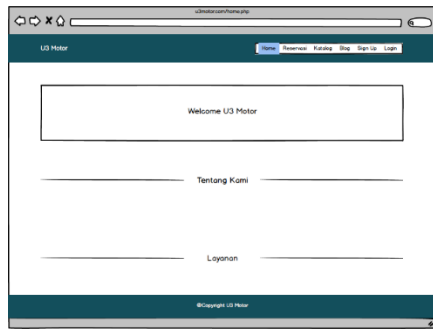 u3motor.com/home.php
U3 Motor
Home Reservasi Katalog Blog Sign Up Login
Welcome U3 Motor
Tentang Kami
Layanan
©Copyright U3 Motor